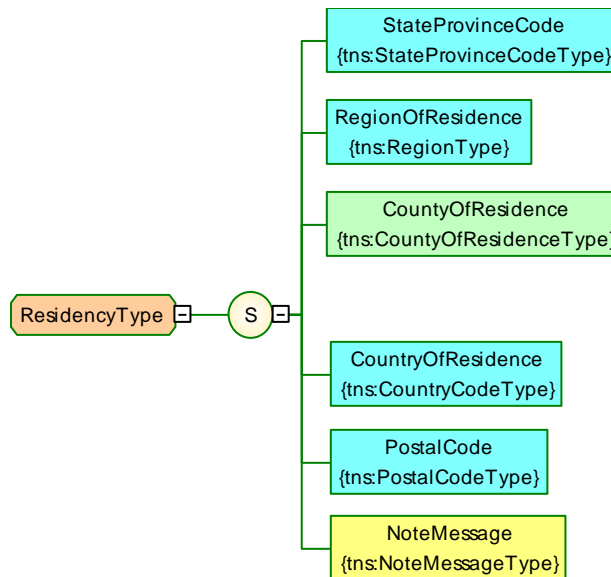 StateProvinceCode
{tns:StateProvinceCodeType}
RegionOfResidence
{tns:RegionType}
CountyOfResidence
{tns:CountyOfResidenceType}
ResidencyType
S
CountryOfResidence
{tns:CountryCodeType}
PostalCode
{tns:PostalCodeType}
NoteMessage
{tns:NoteMessageType}